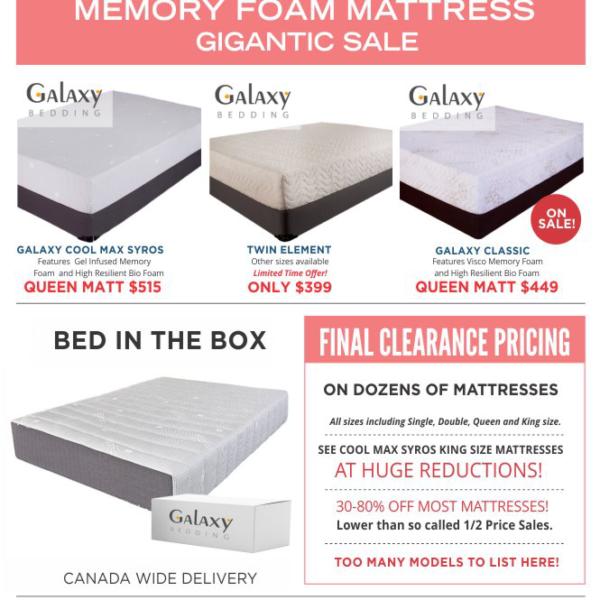 MEMORY FOAM MATTRESS
GIGANTIC SALE
Galaxy
BEDDING
Galaxy
BEDDING
Galaxy
BEDDING
ON
SALE!
GALAXY COOL MAX SYROS
Features Gel Infused Memory
Foam and High Resilient Bio Foam
QUEEN MATT $515
TWIN ELEMENT
Other sizes available
Limited Time Offer!
ONLY $399
GALAXY CLASSIC
Features Visco Memory Foam
and High Resilient Bio Foam
QUEEN MATT $449
BED IN THE BOX
Galaxy
BEDDING
CANADA WIDE DELIVERY
FINAL CLEARANCE PRICING
ON DOZENS OF MATTRESSES
All sizes including Single, Double, Queen and King size.
SEE COOL MAX SYROS KING SIZE MATTRESSES
AT HUGE REDUCTIONS!
30-80% OFF MOST MATTRESSES!
Lower than so called 1/2 Price Sales.
TOO MANY MODELS TO LIST HERE!